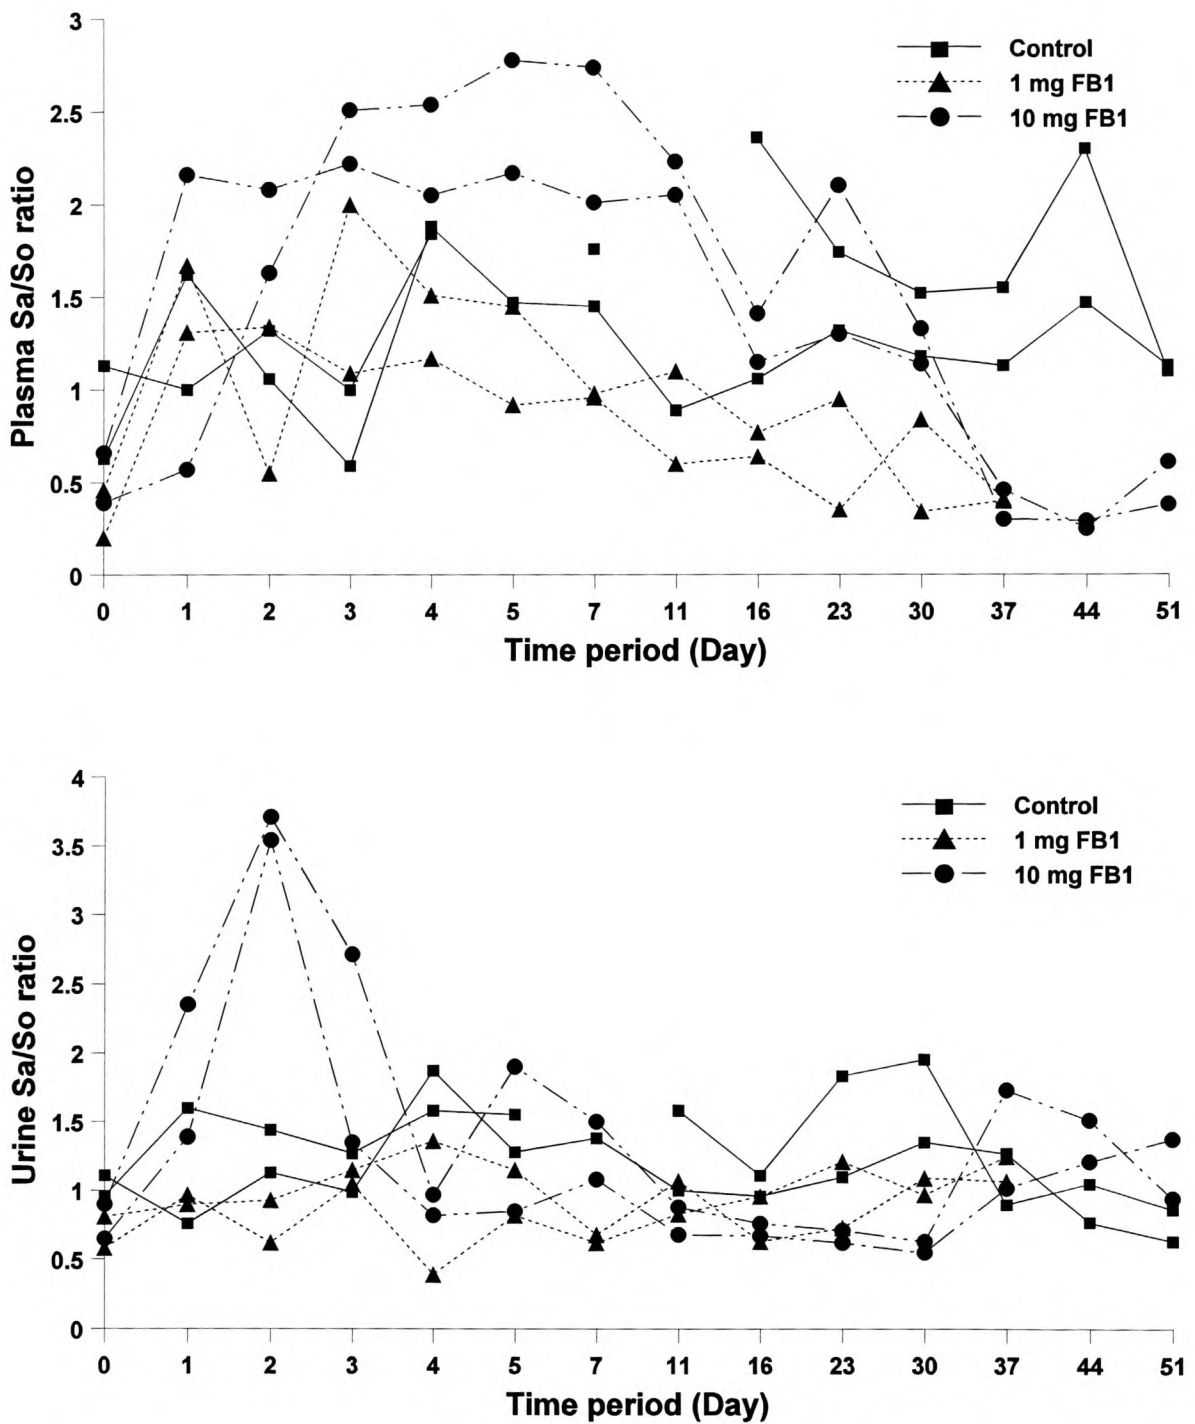 3
2.5
2
1.5
1
0.5
0
Plasma Sa/So ratio
Control
1 mg FB1
10 mg FB1
0 1 2 3 4 5 7 11 16 23 30 37 44 51
Time period (Day)
4
3.5
3
2.5
2
1.5
1
0.5
0
Urine Sa/So ratio
Control
1 mg FB1
10 mg FB1
0 1 2 3 4 5 7 11 16 23 30 37 44 51
Time period (Day)